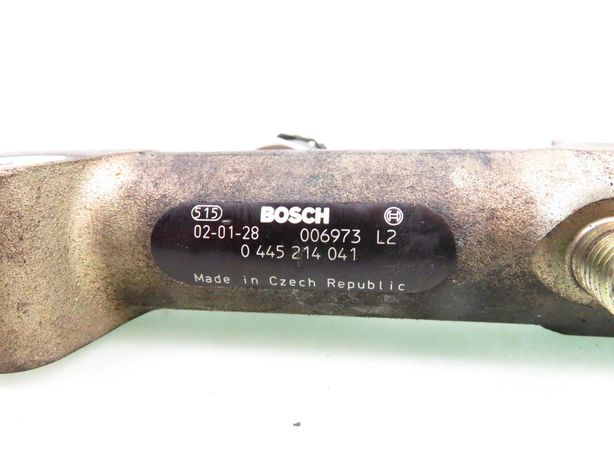 515 BOSCH
02-01-28 006973 L2
0 445 214 041
Made in Czech Republic